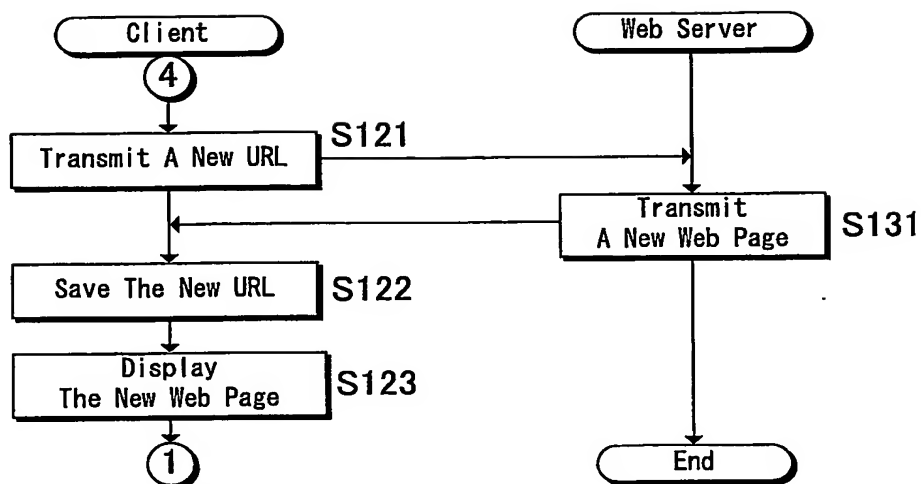 Client
Web Server
4
Transmit A New URL
S121
Transmit
A New Web Page
S131
Save The New URL
S122
Display
The New Web Page
S123
1
End